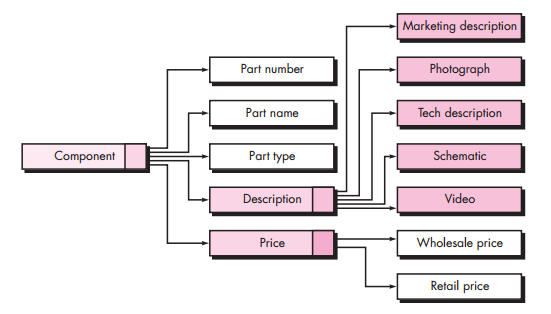 Marketing description
Part number
Photograph
Part name
Tech description
Component
Part type
Schematic
Description
Video
Price
Wholesale price
Retail price